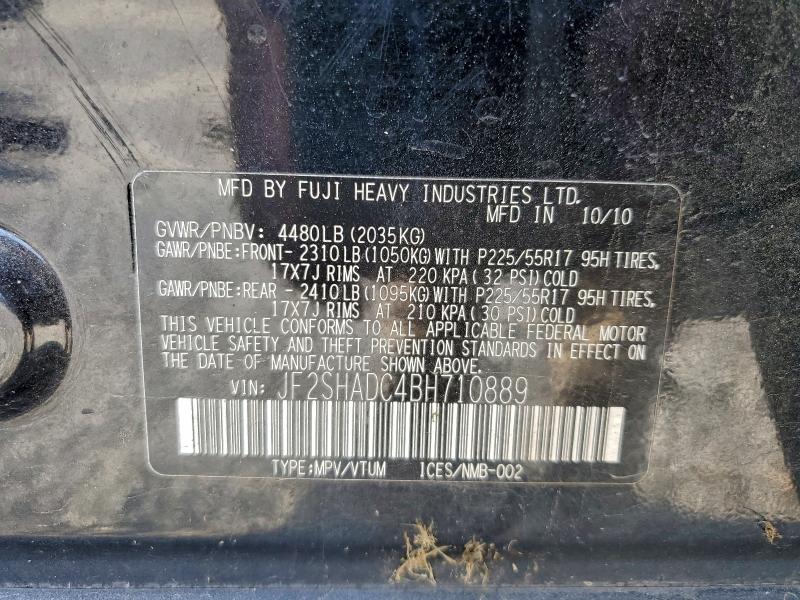 MFD BY FUJI HEAVY INDUSTRIES LTD.
MFD IN 10/10
GVWR/PNBV: 4480LB (2035KG)
GAWR/PNBE:FRONT- 2310LB (1050KG) WITH P225/55R17 95H TIRES,
17X7J RIMS AT 220 KPA (32 PSI) COLD
GAWR/PNBE:REAR - 2410LB (1095KG) WITH P225/55R17 95H TIRES,
17X7J RIMS AT 210 KPA (30 PSI) COLD
THIS VEHICLE CONFORMS TO ALL APPLICABLE FEDERAL MOTOR
VEHICLE SAFETY AND THEFT PREVENTION STANDARDS IN EFFECT ON
THE DATE OF MANUFACTURE SHOWN ABOVE.
VIN: JF2SHADC4BH710889
TYPE:MPV/VTUM ICES/NMB-002